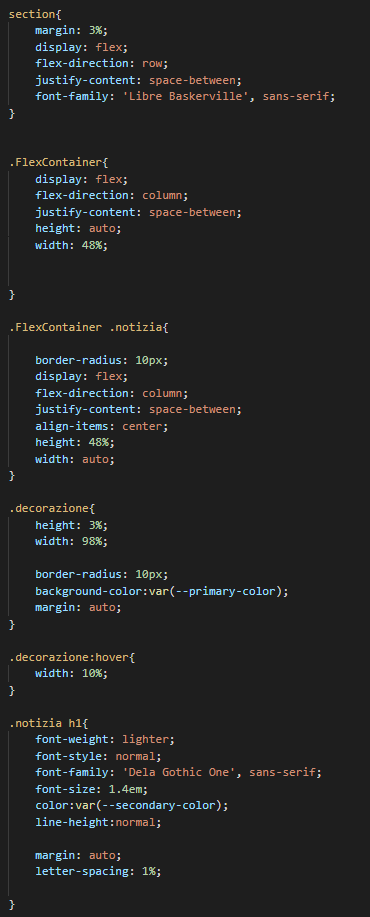 section{
margin: 3%;
display: flex;
flex-direction: row;
justify-content: space-between;
font-family: 'Libre Baskerville', sans-serif;
}
.FlexContainer{
display: flex;
flex-direction: column;
justify-content: space-between;
height: auto;
width: 48%;
}
.FlexContainer .notizia{
border-radius: 10px;
display: flex;
flex-direction: column;
justify-content: space-between;
align-items: center;
height: 48%;
width: auto;
}
.decorazione{
height: 3%;
width: 98%;
border-radius: 10px;
background-color:var(--primary-color);
margin: auto;
}
.decorazione:hover{
width: 10%;
}
.notizia h1{
font-weight: lighter;
font-style: normal;
font-family: 'Dela Gothic One', sans-serif;
font-size: 1.4em;
color:var(--secondary-color);
line-height:normal;
margin: auto;
letter-spacing: 1%;
}